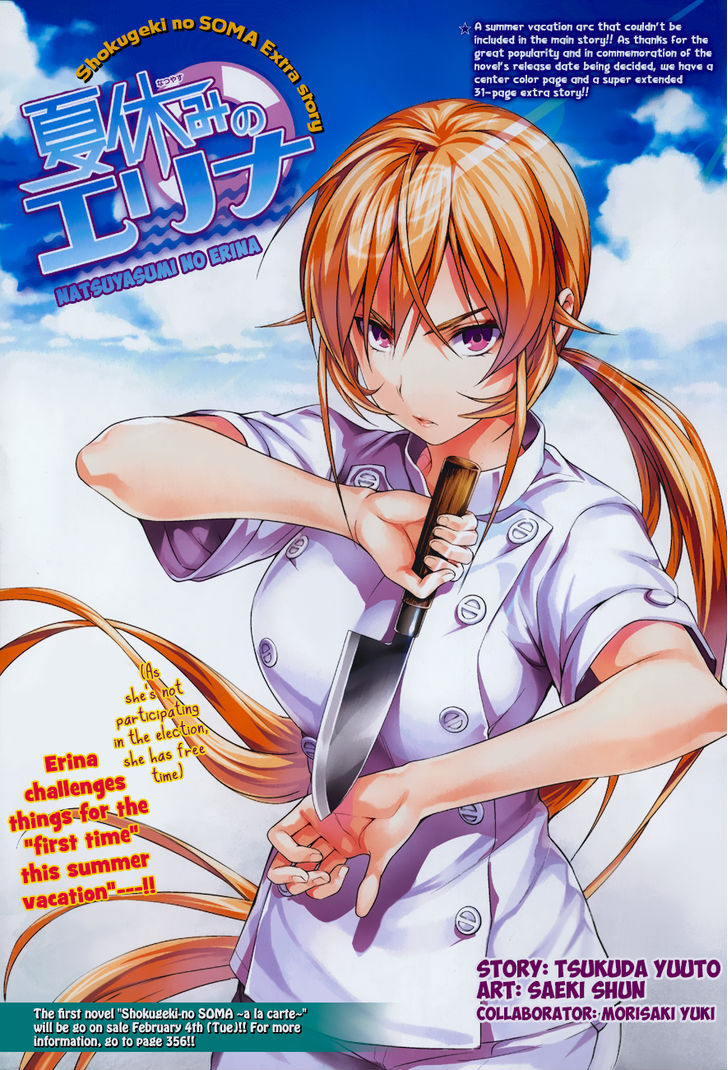 Shokugeki no SOMA Extra story
なつやす
夏休みの
エリナ
NATSUYASUMI NO ERINA
☆ A summer vacation arc that couldn't be
included in the main story!! As thanks for the
great popularity and in commemoration of the
novel's release date being decided, we have a
center color page and a super extended
31-page extra story!!
(As
she's not
participating
in the election,
she has free
time)
Erina
challenges
things for the
"first time"
this summer
vacation"---!!
STORY: TSUKUDA YUUTO
ART: SAEKI SHUN
COLLABORATOR: MORISAKI YUKI
The first novel "Shokugeki-no SOMA ~a la carte~"
will be go on sale February 4th (Tue)!! For more
information, go to page 356!!